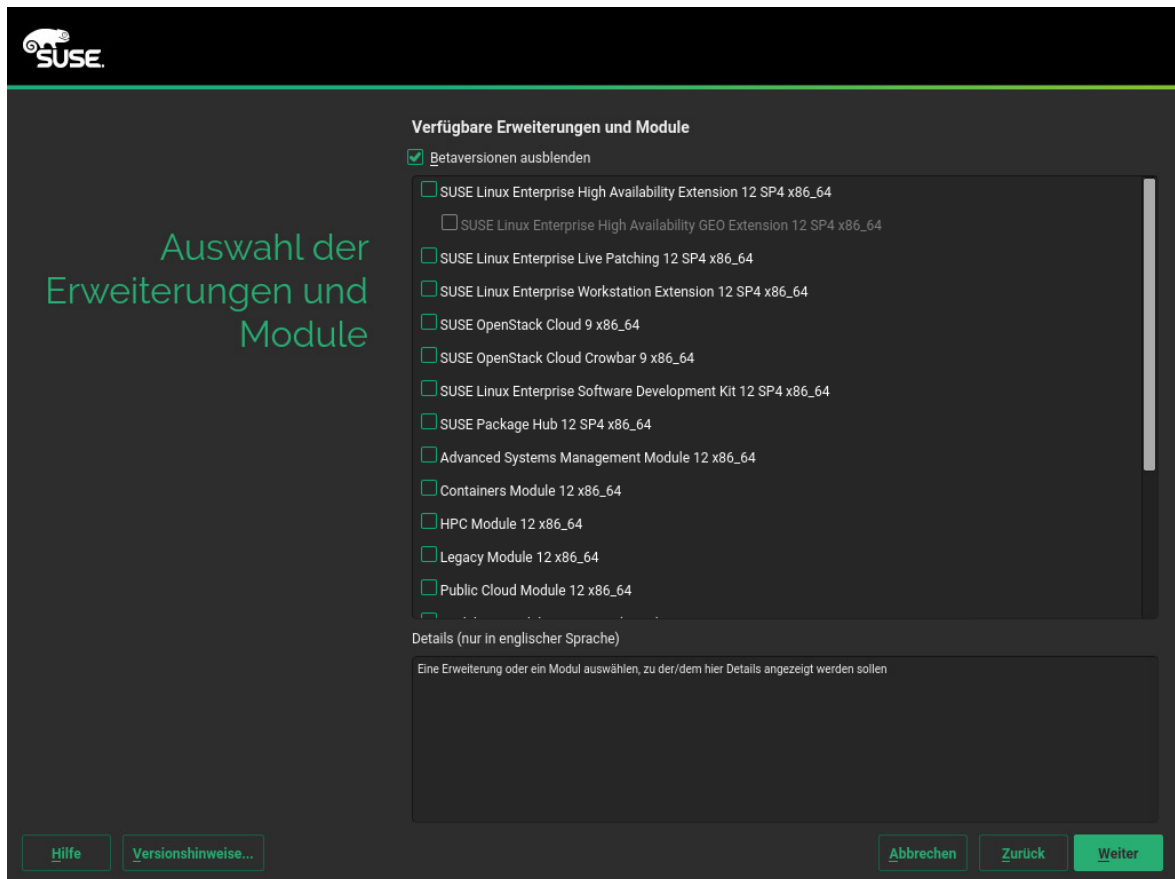 SUSE.
Verfügbare Erweiterungen und Module
Betaversionen ausblenden
Auswahl der
Erweiterungen und
Module
SUSE Linux Enterprise High Availability Extension 12 SP4 x86_64
SUSE Linux Enterprise High Availability GEO Extension 12 SP4 x86_64
SUSE Linux Enterprise Live Patching 12 SP4 x86_64
SUSE Linux Enterprise Workstation Extension 12 SP4 x86_64
SUSE OpenStack Cloud 9 x86_64
SUSE OpenStack Cloud Crowbar 9 x86_64
SUSE Linux Enterprise Software Development Kit 12 SP4 x86_64
SUSE Package Hub 12 SP4 x86_64
Advanced Systems Management Module 12 x86_64
Containers Module 12 x86_64
HPC Module 12 x86_64
Legacy Module 12 x86_64
Public Cloud Module 12 x86_64
Details (nur in englischer Sprache)
Eine Erweiterung oder ein Modul auswählen, zu der/dem hier Details angezeigt werden sollen
Hilfe
Versionshinweise...
Abbrechen
Zurück
Weiter